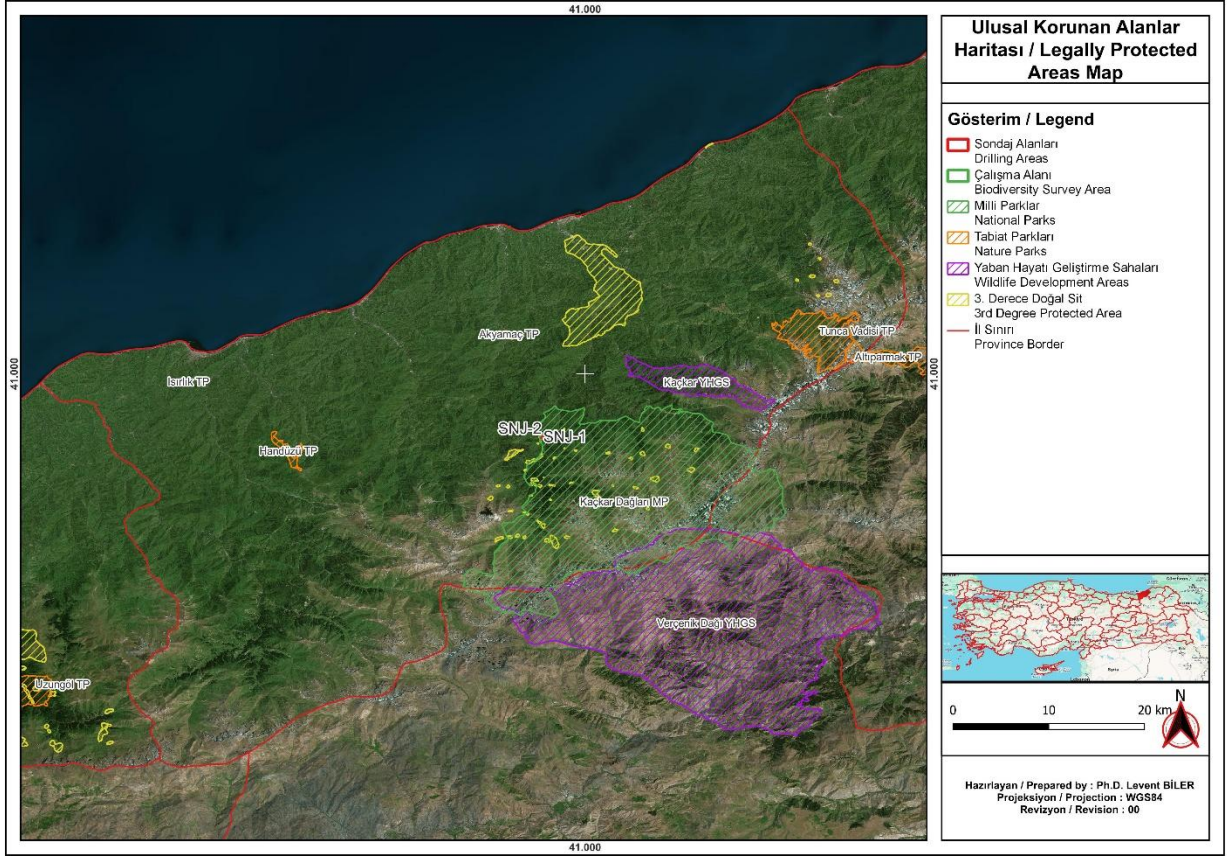 41.000
Ulusal Korunan Alanlar
Haritası / Legally Protected
Areas Map
Gösterim / Legend
Sondaj Alanları
Drilling Areas
Çalışma Alanı
Biodiversity Survey Area
Milli Parklar
National Parks
Tabiat Parkları
Nature Parks
Yaban Hayatı Geliştirme Sahaları
Wildlife Development Areas
3. Derece Doğal Sit
3rd Degree Protected Area
İl Sınırı
Province Border
Akyamaç TP
Tunca Vadisi TP
Altıparmak TP
41.000
41.000
Isırlık TP
Kaçkar YHGS
SNJ-2
SNJ-1
Handüzü TP
Kaçkar Dağları MP
Verçenik Dağı YHGS
Uzungöl TP
N
0 10 20 km
Hazırlayan / Prepared by : Ph.D. Levent BİLER
Projeksiyon / Projection : WGS84
Revizyon / Revision : 00
41.000